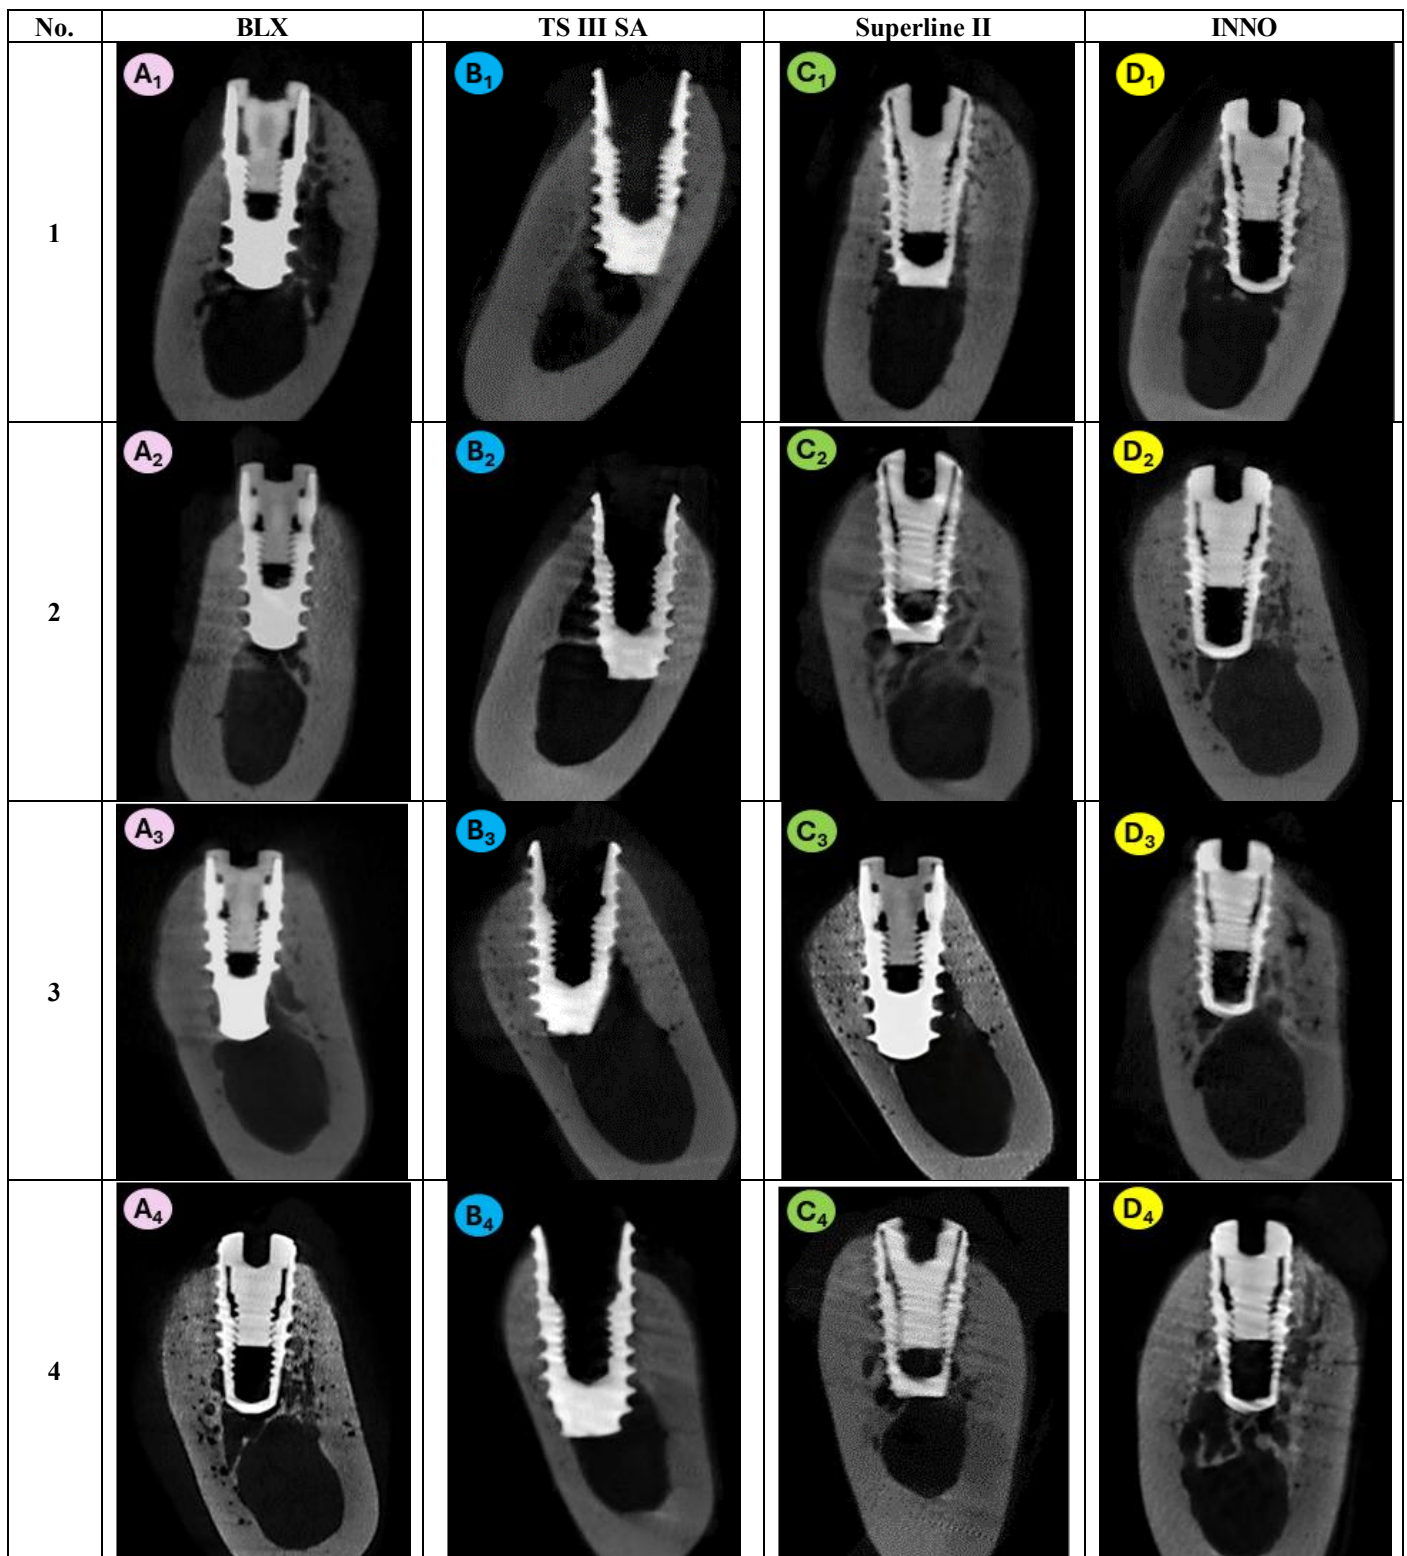 No. BLX TS III SA Superline II INNO
1 A1 B1 C1 D1
2 A2 B2 C2 D2
3 A3 B3 C3 D3
4 A4 B4 C4 D4